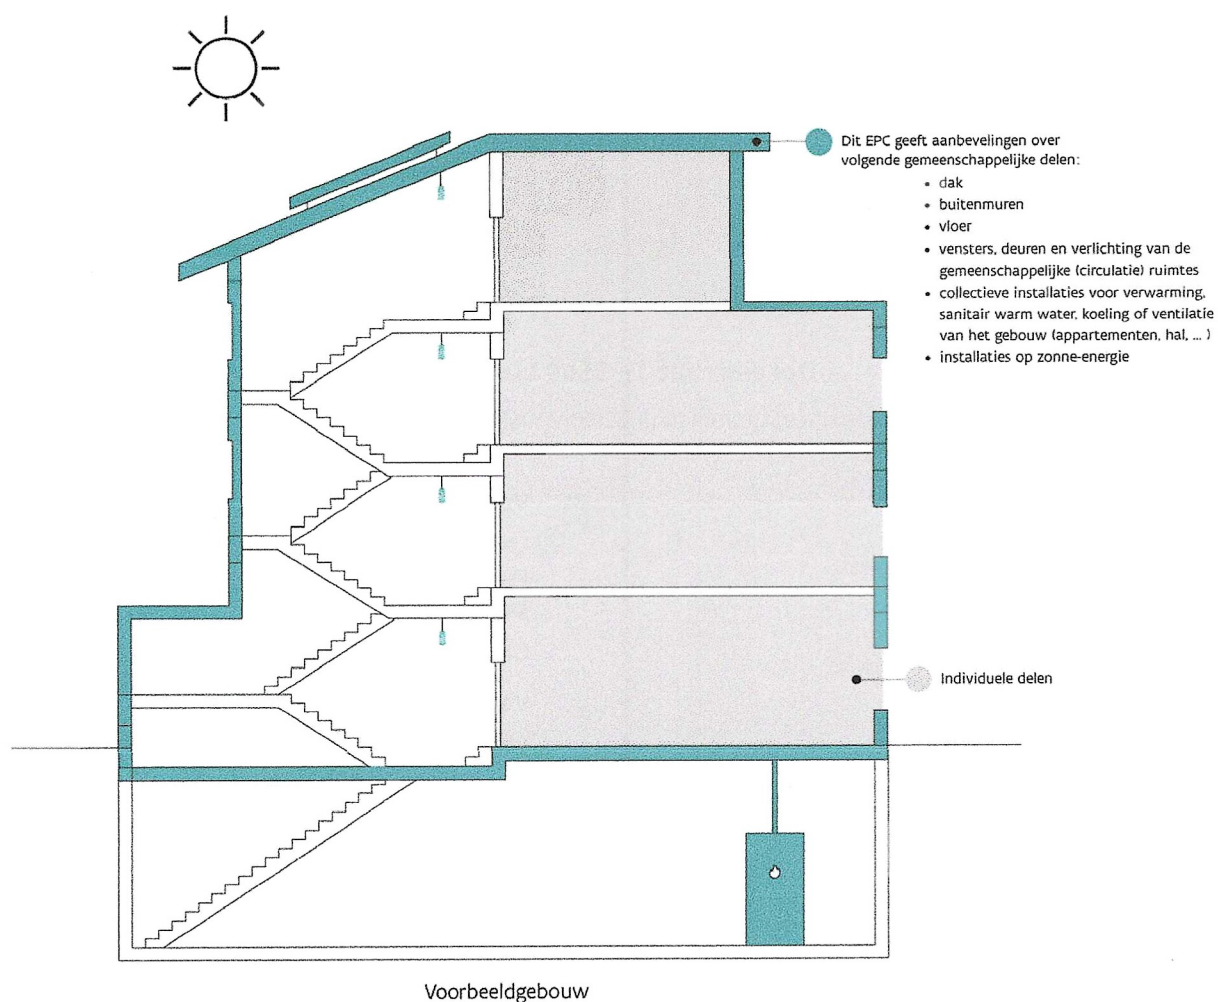 Dit EPC geeft aanbevelingen over
volgende gemeenschappelijke delen:
• dak
• buitenmuren
• vloer
• vensters, deuren en verlichting van de
gemeenschappelijke (circulatie) ruimtes
• collectieve installaties voor verwarming,
sanitair warm water, koeling of ventilatie
van het gebouw (appartementen, hal, ... )
• installaties op zonne-energie
Individuele delen
Voorbeeldgebouw